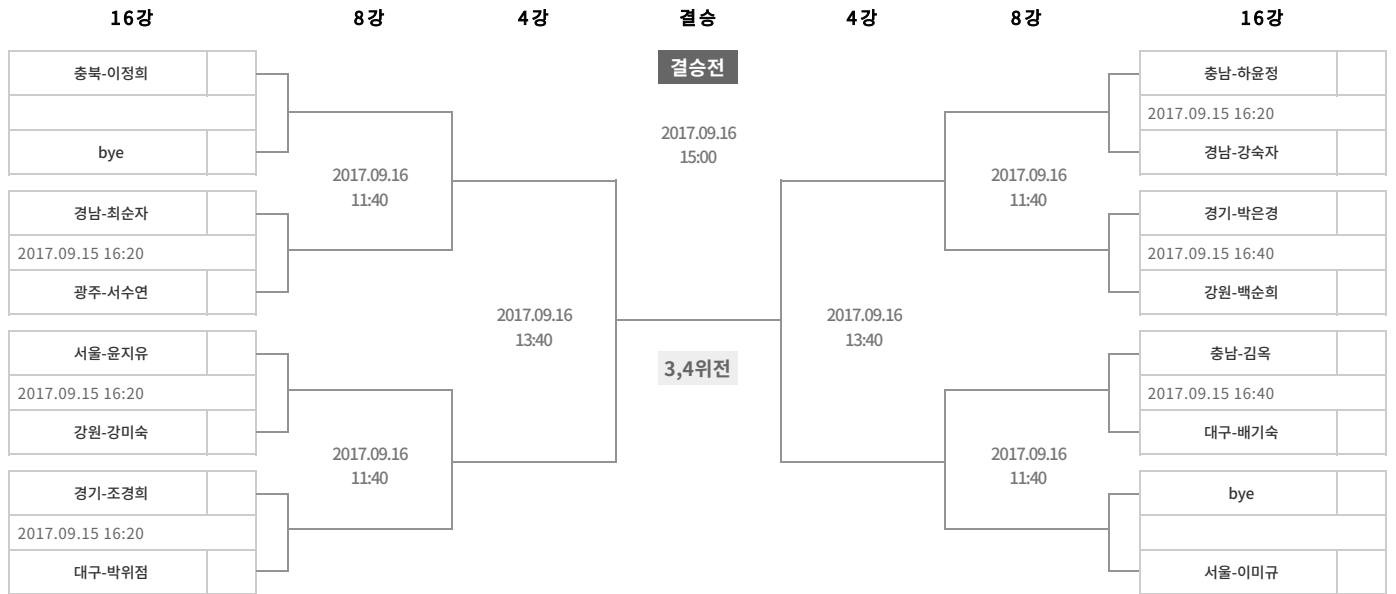 16강 8강 4강 결승 4강 8강 16강
충북-이정희
bye
경남-최순자
2017.09.15 16:20
광주-서수연
서울-윤지유
2017.09.15 16:20
강원-강미숙
경기-조경희
2017.09.15 16:20
대구-박위점
2017.09.16
11:40
2017.09.16
11:40
2017.09.16
13:40
결승전
2017.09.16
15:00
3,4위전
2017.09.16
13:40
2017.09.16
11:40
2017.09.16
11:40
충남-하윤정
2017.09.15 16:20
경남-강숙자
경기-박은경
2017.09.15 16:40
강원-백순희
충남-김옥
2017.09.15 16:40
대구-배기숙
bye
서울-이미규